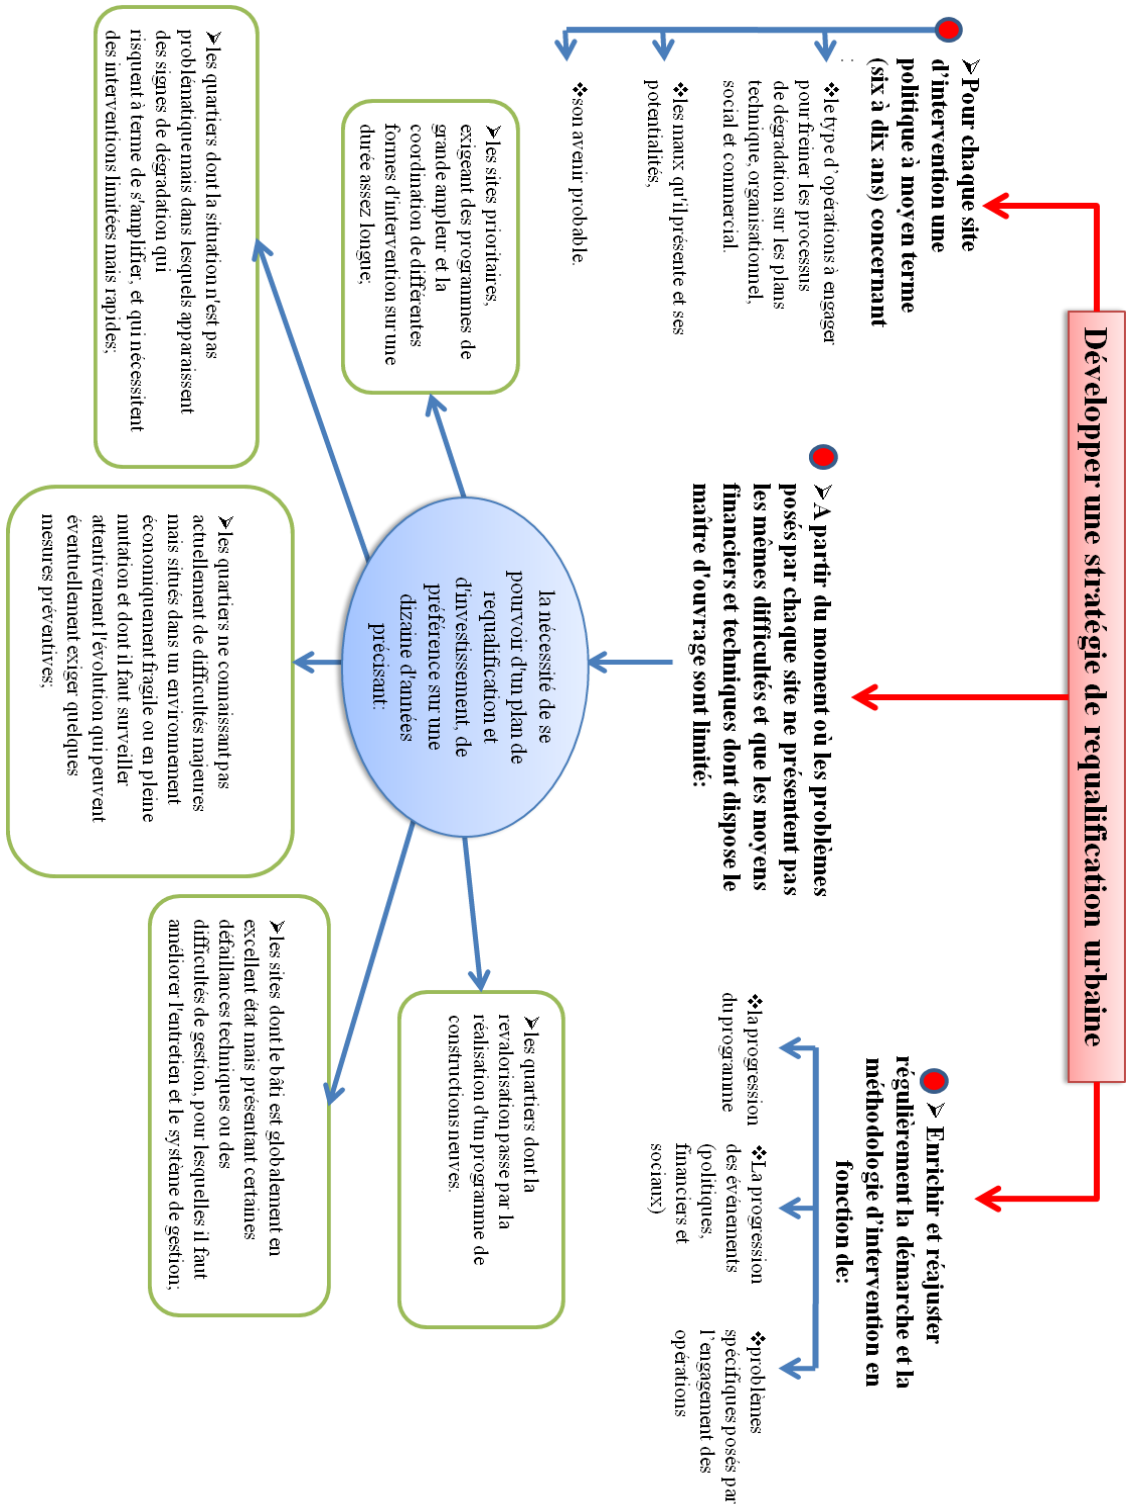 Développer une stratégie de requalification urbaine
➢Pour chaque site
d'intervention une
politique à moyen terme
(six à dix ans) concernant
❖le type d'opérations à engager
pour freiner les processus
de dégradation sur les plans
technique, organisationnel,
social et commercial.
❖les maux qu'il présente et ses
potentialités,
❖son avenir probable.
➢A partir du moment où les problèmes
posés par chaque site ne présentent pas
les mêmes difficultés et que les moyens
financiers et techniques dont dispose le
maître d'ouvrage sont limité:
➢ Enrichir et réajuster
régulièrement la démarche et la
méthodologie d'intervention en
fonction de:
❖la progression
du programme
❖La progression
des événements
(politiques,
financiers et
sociaux)
❖problèmes
spécifiques posés par
l'engagement des
opérations
la nécessité de se
pourvoir d'un plan de
requalification et
d'investissement, de
préférence sur une
dizaine d'années
précisant:
➢les sites prioritaires,
exigeant des programmes de
grande ampleur et la
coordination de différentes
formes d'intervention sur une
durée assez longue;
➢les quartiers dont la situation n'est pas
problématique mais dans lesquels apparaissent
des signes de dégradation qui
risquent à terme de s'amplifier, et qui nécessitent
des interventions limitées mais rapides;
➢les quartiers ne connaissant pas
actuellement de difficultés majeures
mais situés dans un environnement
économiquement fragile ou en pleine
mutation et dont il faut surveiller
attentivement l'évolution qui peuvent
éventuellement exiger quelques
mesures préventives;
➢les sites dont le bâti est globalement en
excellent état mais présentant certaines
défaillances techniques ou des
difficultés de gestion, pour lesquelles il faut
améliorer l'entretien et le système de gestion;
➢les quartiers dont la
revalorisation passe par la
réalisation d'un programme de
constructions neuves.